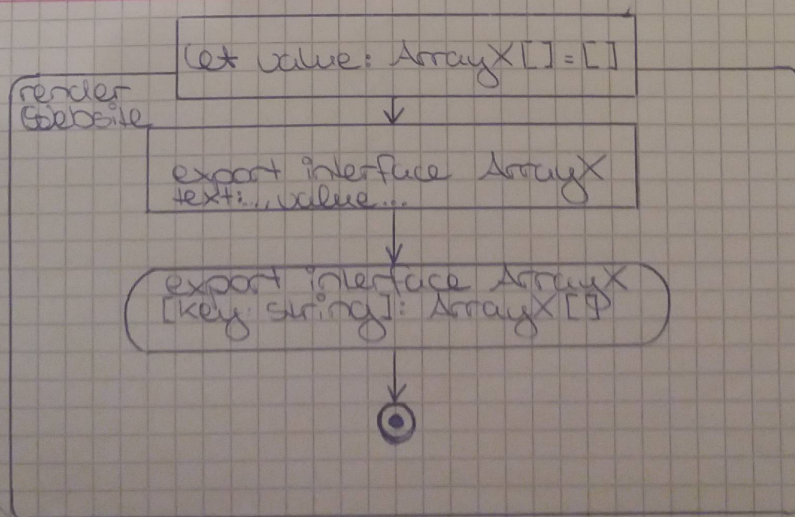 let value: ArrayX[] = []
render
Website
export interface ArrayX
text:... value...
export interface ArrayX
[key: string]: ArrayX[]